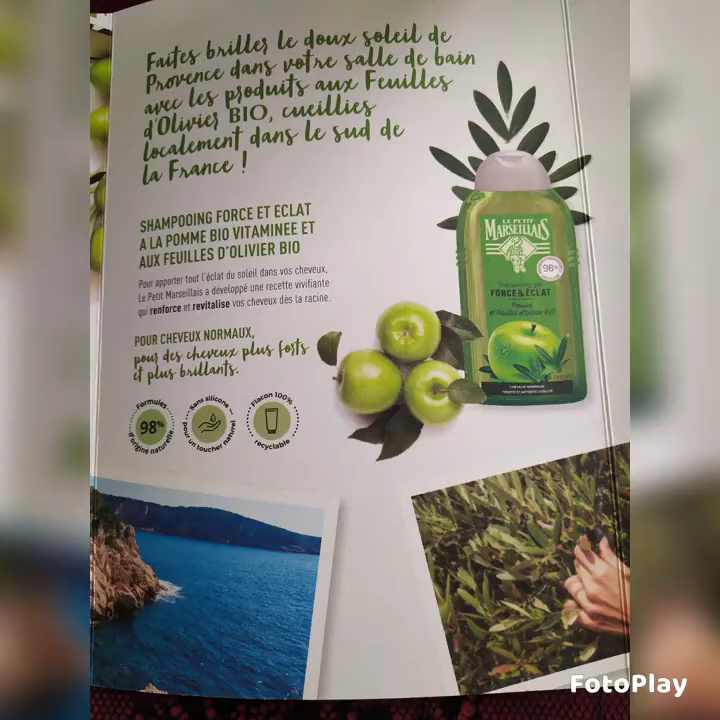 Faites briller le doux soleil de
Provence dans votre salle de bain
avec les produits aux Feuilles
d'Olivier BIO, cueillies
localement dans le sud de
la France !
SHAMPOOING FORCE ET ECLAT
A LA POMME BIO VITAMINEE ET
AUX FEUILLES D'OLIVIER BIO
Pour apporter tout l'éclat du soleil dans vos cheveux,
Le Petit Marseillais a développé une recette vivifiante
qui renforce et revitalise vos cheveux dès la racine.
POUR CHEVEUX NORMAUX,
pour des cheveux plus forts
et plus brillants.
Formules
98%
d'origine naturelle
Sans silicone
pour un toucher naturel
Flacon 100%
recyclable
LE PETIT
MARSEILLAIS
98%
Shampooing gel
FORCE & ÉCLAT
Pomme
et Feuilles d'olivier BIO
CHEVEUX NORMAUX
FotoPlay